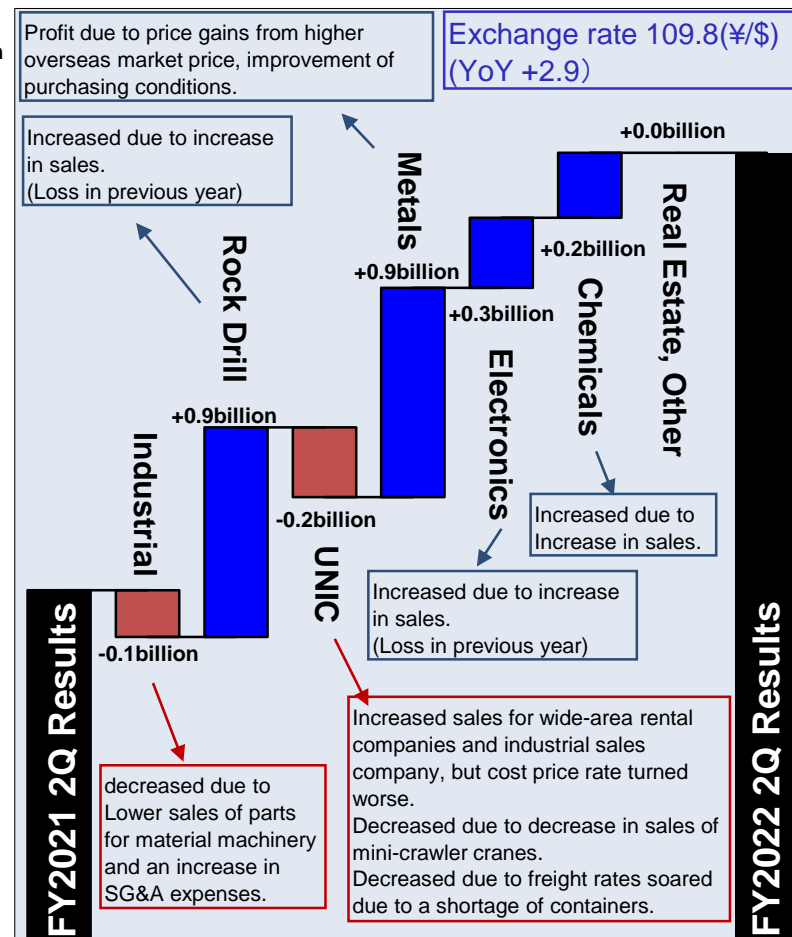 Profit due to price gains from higher
overseas market price, improvement of
purchasing conditions.
Exchange rate 109.8(¥/$)
(YoY +2.9）
Increased due to increase
in sales.
(Loss in previous year)
+0.0billion
Metals
Rock Drill
Real Estate, Other
+0.2billion
+0.9billion
+0.3billion
Chemicals
Electronics
+0.9billion
Industrial
-0.2billion
UNIC
Increased due to
Increase in sales.
Increased due to increase
in sales.
(Loss in previous year)
-0.1billion
FY2021 2Q Results
FY2022 2Q Results
decreased due to
Lower sales of parts
for material machinery
and an increase in
SG&A expenses.
Increased sales for wide-area rental
companies and industrial sales
company, but cost price rate turned
worse.
Decreased due to decrease in sales of
mini-crawler cranes.
Decreased due to freight rates soared
due to a shortage of containers.